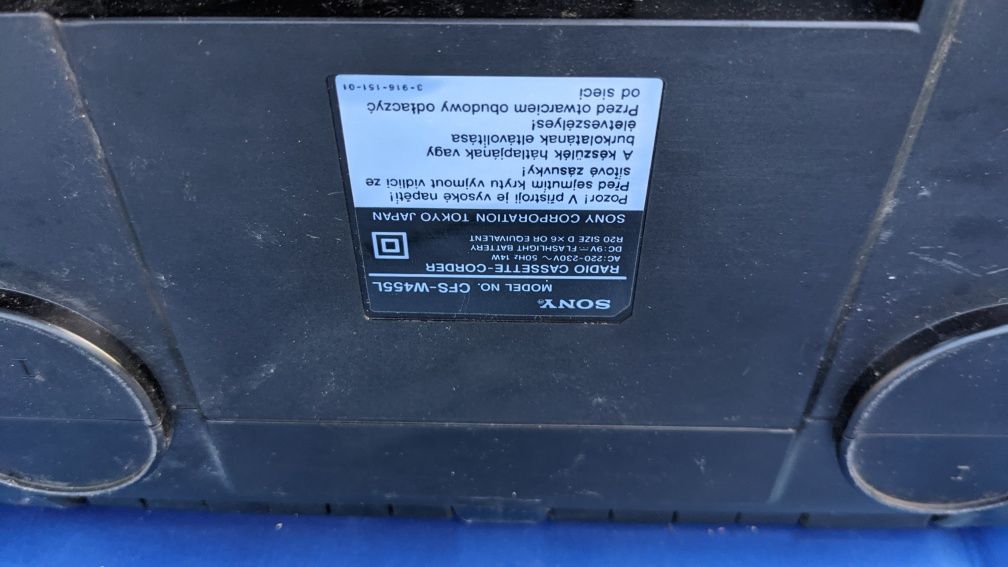 SONY®
MODEL NO. CFS-W455L
RADIO CASSETTE-CORDER
AC:220-230V ~ 50Hz 14W
DC:9V ⎓ FLASHLIGHT BATTERY
R20 SIZE D×6 OR EQUIVALENT
SONY CORPORATION TOKYO JAPAN
Pozor! V přístroji je vysoké napětí!
Před sejmutím krytu vyjmout vidlici ze
síťové zásuvky!
A készülék hátlapjának vagy
burkolatának eltávolítása
életveszélyes!
Przed otwarciem obudowy odłączyć
od sieci
3-916-151-01